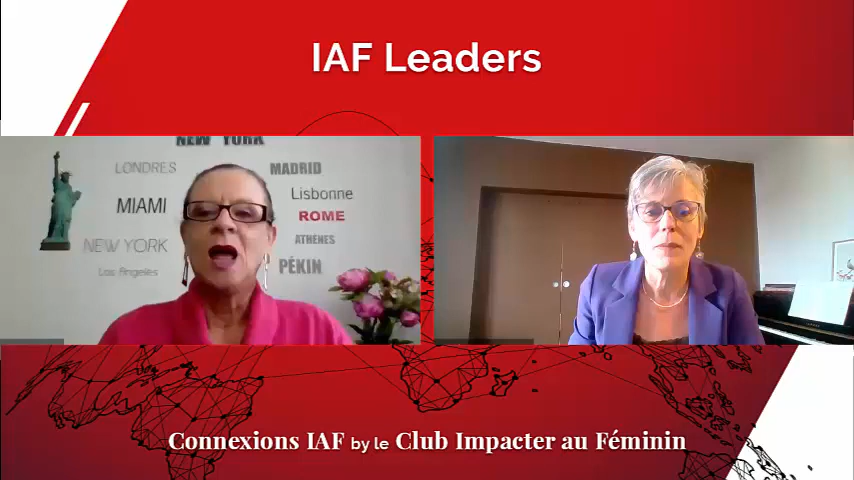 IAF Leaders
NEW YORK
LONDRES
MADRID
MIAMI
Lisbonne
ROME
NEW YORK
ATHÈNES
Los Angeles
PÉKIN
Connexions IAF by le Club Impacter au Féminin